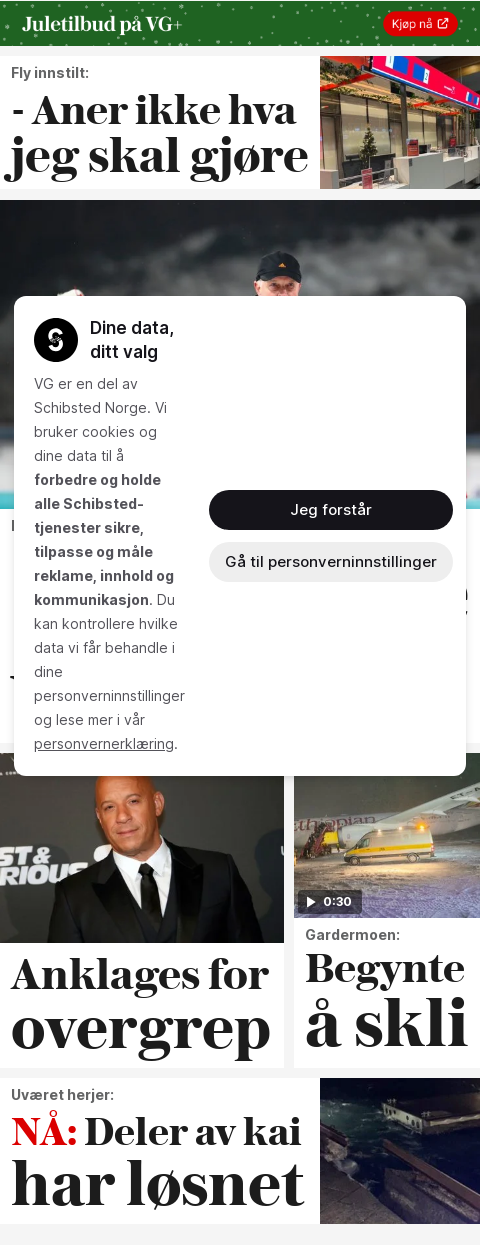 Juletilbud på VG+
Kjøp nå
Fly innstilt:
- Aner ikke hva
jeg skal gjøre
Dine data,
ditt valg
VG er en del av
Schibsted Norge. Vi
bruker cookies og
dine data til å
forbedre og holde
alle Schibsted-
tjenester sikre,
tilpasse og måle
reklame, innhold og
kommunikasjon. Du
kan kontrollere hvilke
data vi får behandle i
dine
personverninnstillinger
og lese mer i vår
personvernerklæring.
Jeg forstår
Gå til personverninnstillinger
0:30
Anklages for
overgrep
Gardermoen:
Begynte
å skli
Uværet herjer:
NÅ: Deler av kai
har løsnet